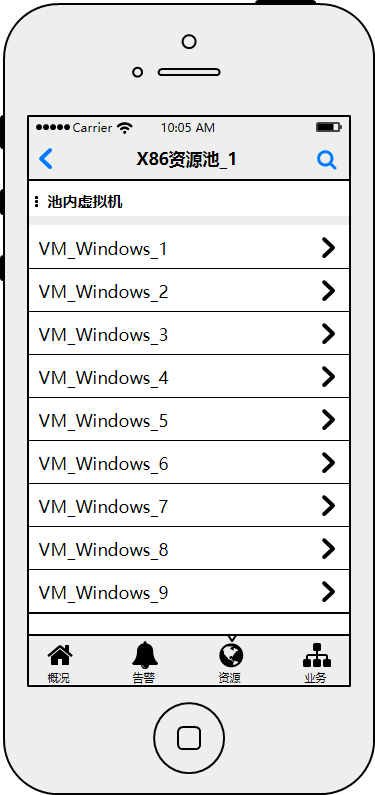 Carrier 10:05 AM
X86资源池_1
池内虚拟机
VM_Windows_1
VM_Windows_2
VM_Windows_3
VM_Windows_4
VM_Windows_5
VM_Windows_6
VM_Windows_7
VM_Windows_8
VM_Windows_9
概况 告警 资源 业务